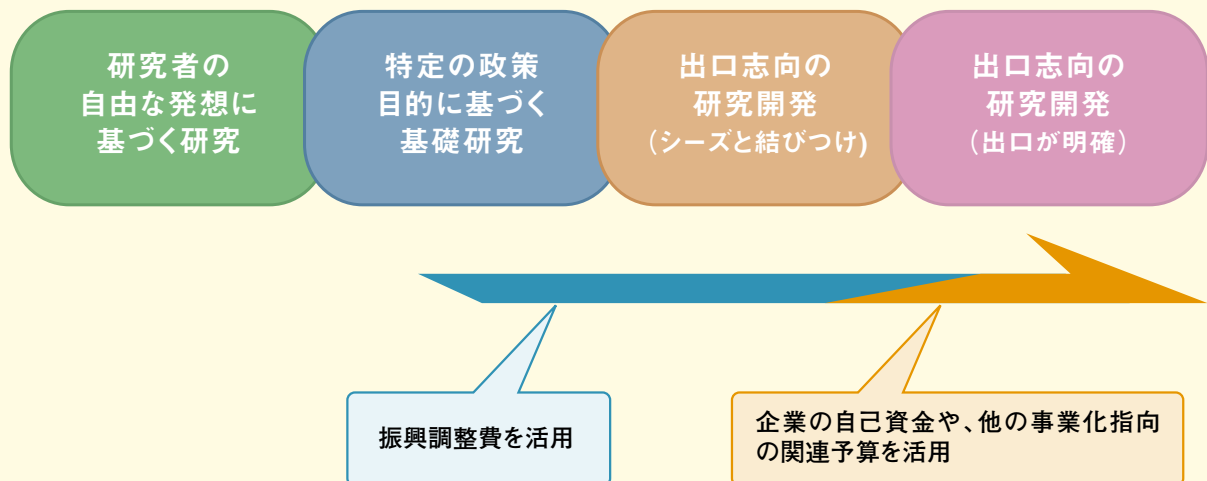 研究者の
自由な発想に
基づく研究
特定の政策
目的に基づく
基礎研究
出口志向の
研究開発
（シーズと結びつけ)
出口志向の
研究開発
（出口が明確）
振興調整費を活用
企業の自己資金や、他の事業化指向
の関連予算を活用